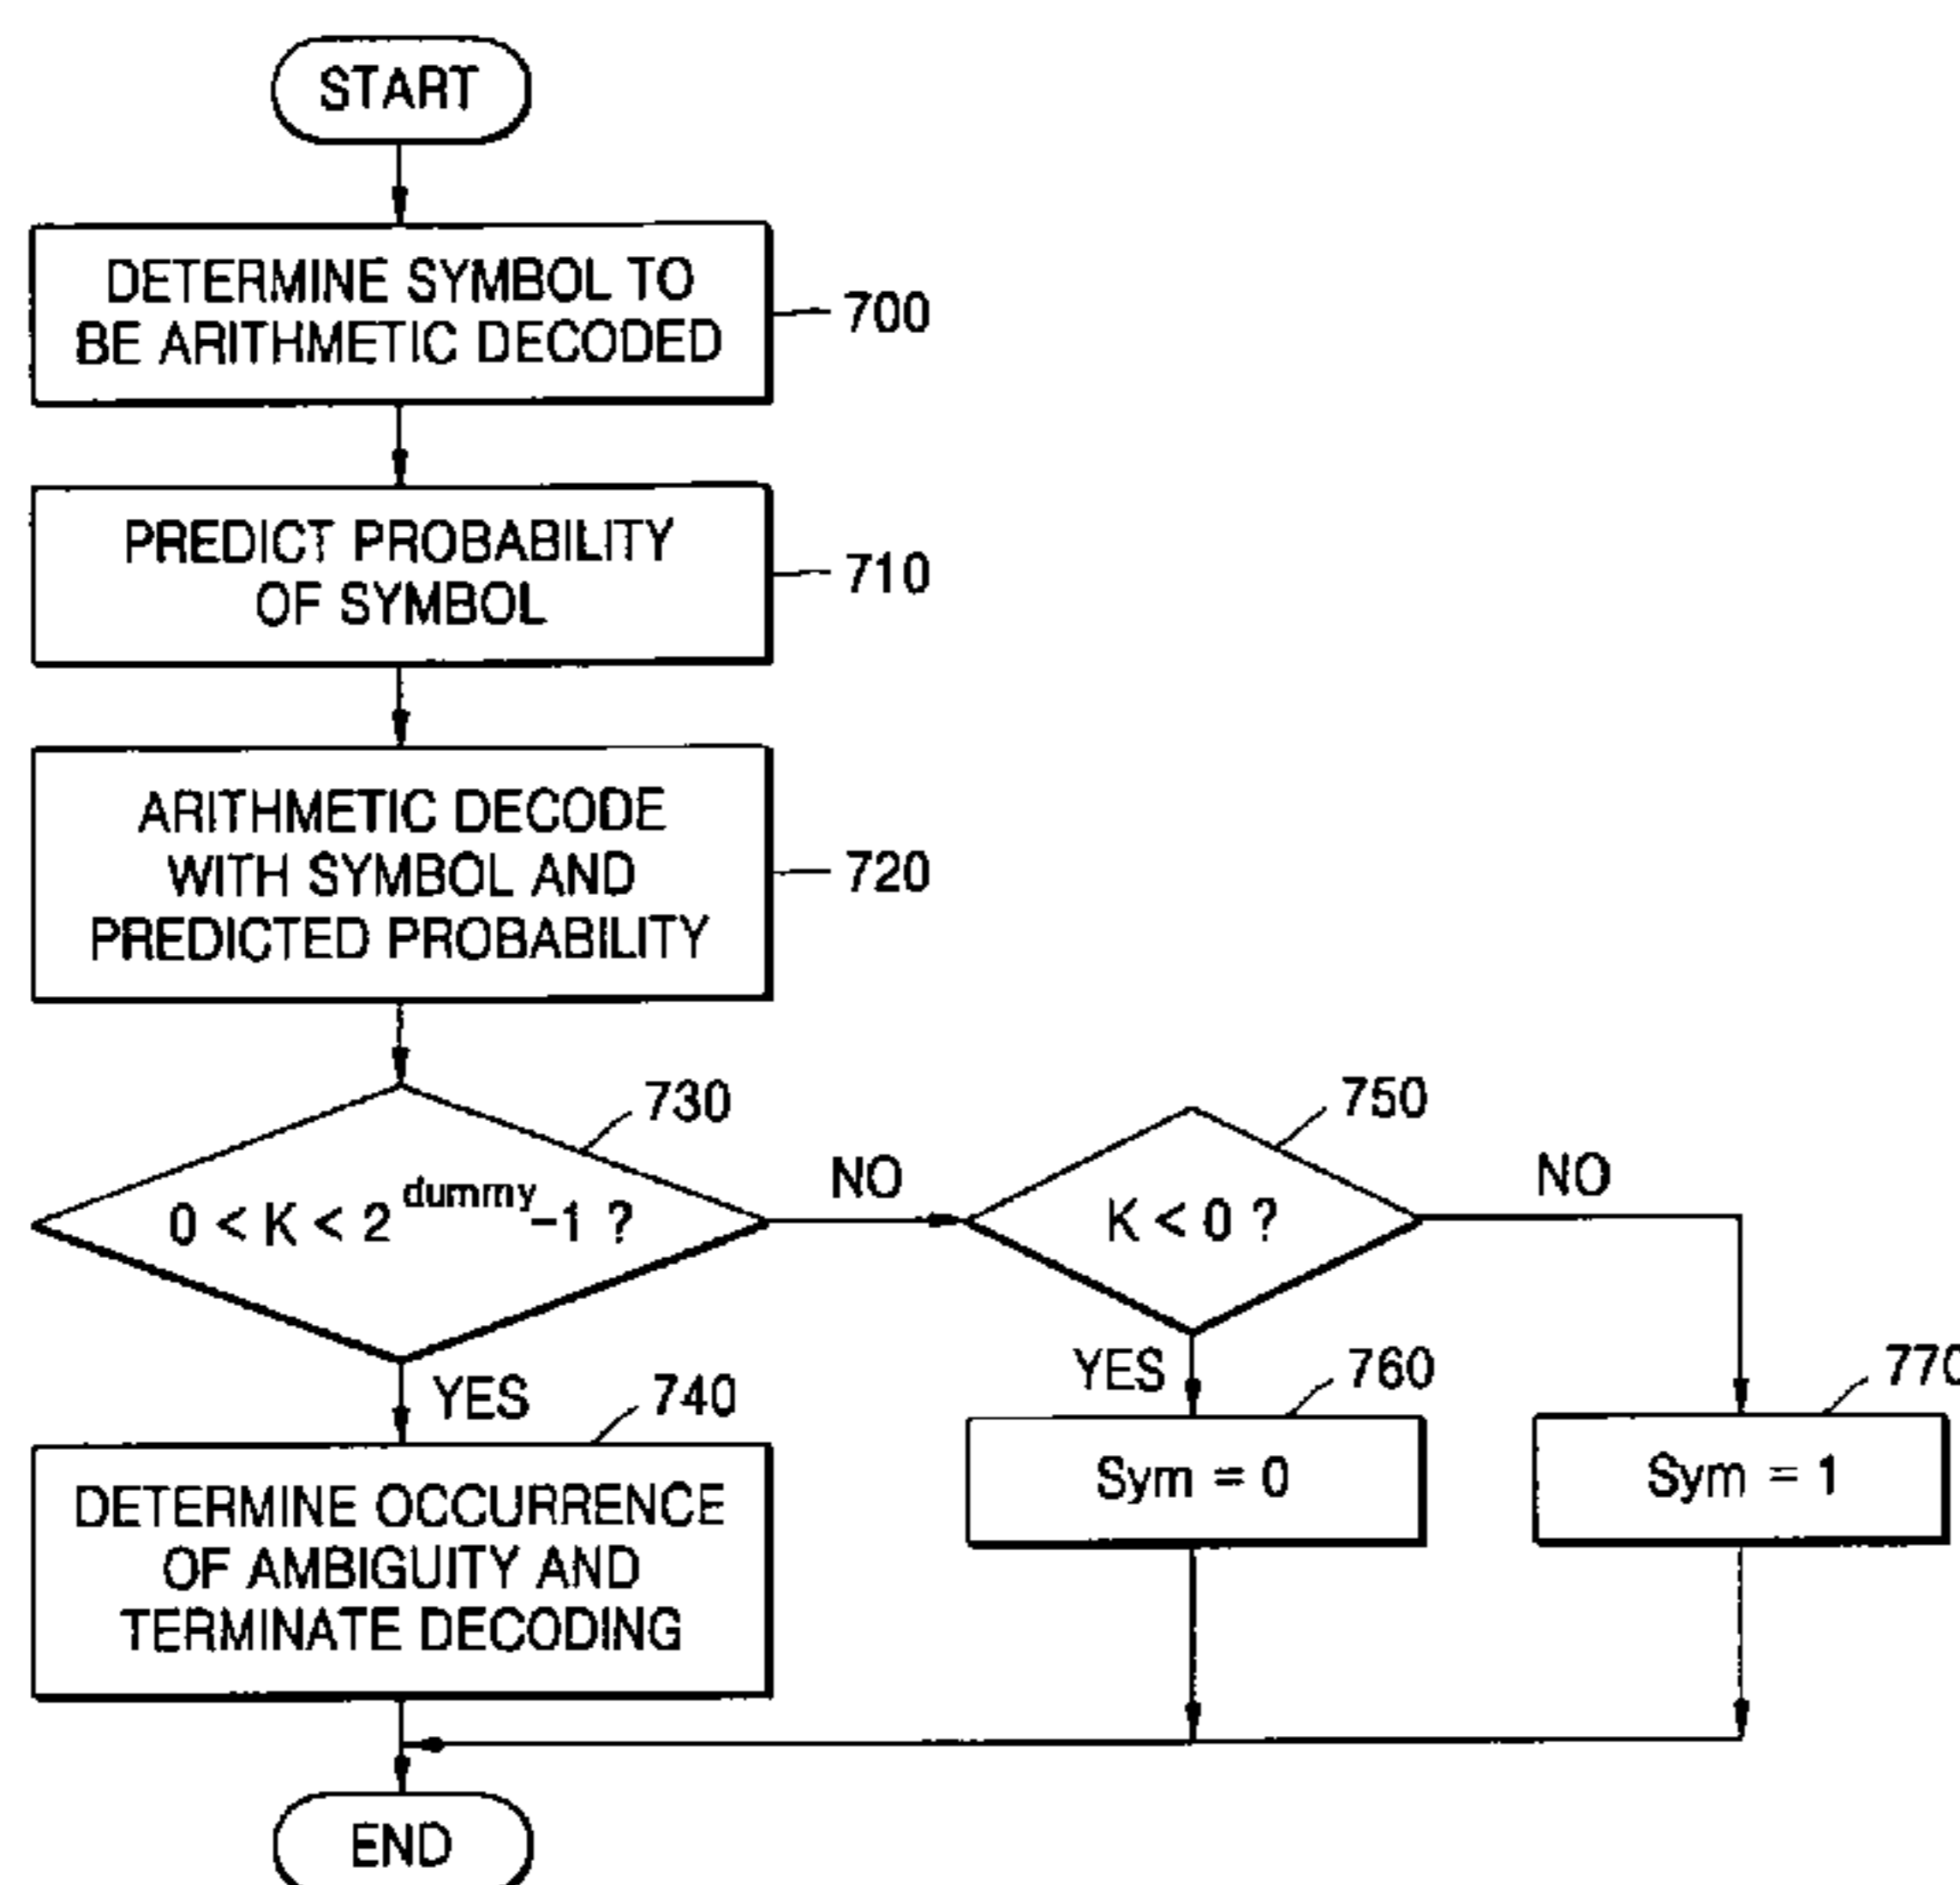 START
DETERMINE SYMBOL TO
BE ARITHMETIC DECODED
700
PREDICT PROBABILITY
OF SYMBOL
710
ARITHMETIC DECODE
WITH SYMBOL AND
PREDICTED PROBABILITY
720
730
0 < K < 2^dummy-1 ?
NO
750
K < 0 ?
NO
YES
740
DETERMINE OCCURRENCE
OF AMBIGUITY AND
TERMINATE DECODING
YES
760
Sym = 0
770
Sym = 1
END